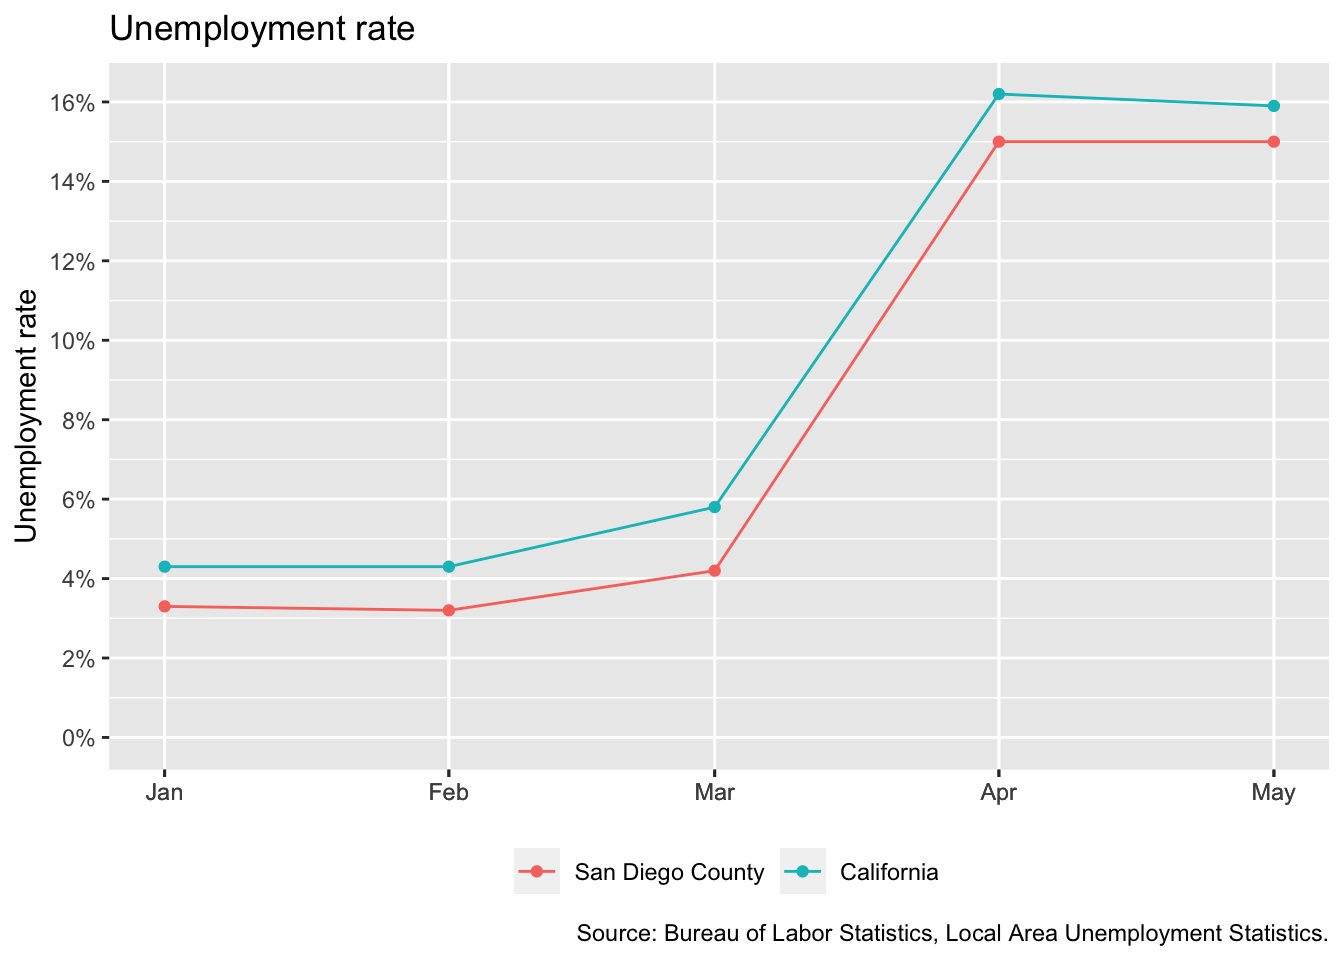 Unemployment rate
Unemployment rate
16%
14%
12%
10%
8%
6%
4%
2%
0%
Jan Feb Mar Apr May
San Diego County California
Source: Bureau of Labor Statistics, Local Area Unemployment Statistics.